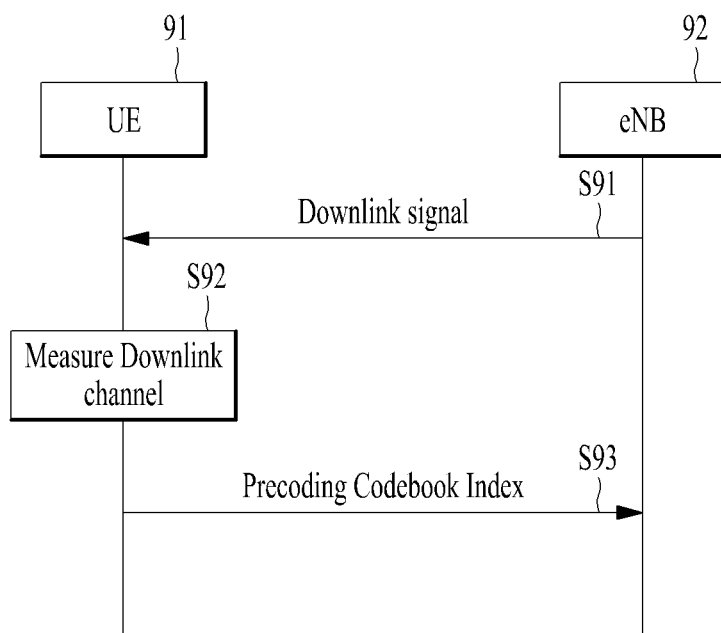 91
92
UE
eNB
S91
Downlink signal
S92
Measure Downlink
channel
S93
Precoding Codebook Index